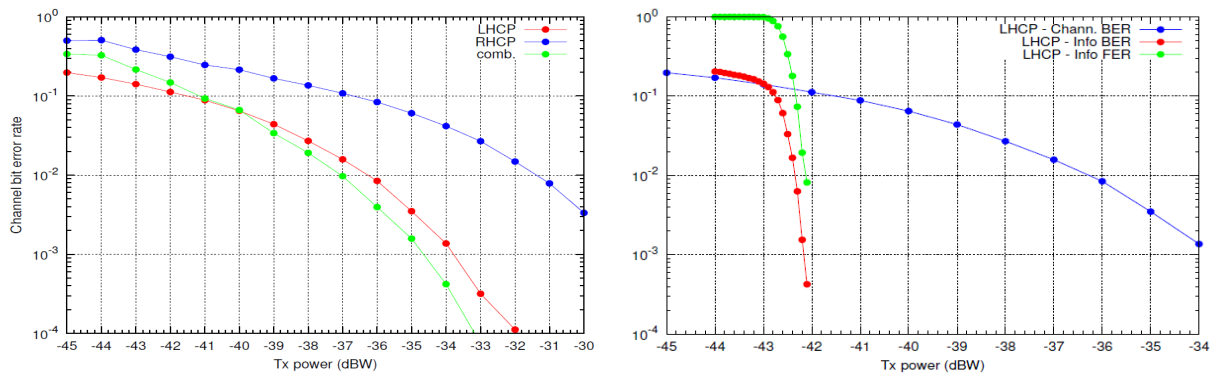 10^0
10^-1
10^-2
10^-3
10^-4
Channel bit error rate
LHCP
RHCP
comb.
-45 -44 -43 -42 -41 -40 -39 -38 -37 -36 -35 -34 -33 -32 -31 -30
Tx power (dBW)
10^0
10^-1
10^-2
10^-3
10^-4
LHCP - Chann. BER
LHCP - Info BER
LHCP - Info FER
-45 -44 -43 -42 -41 -40 -39 -38 -37 -36 -35 -34
Tx power (dBW)